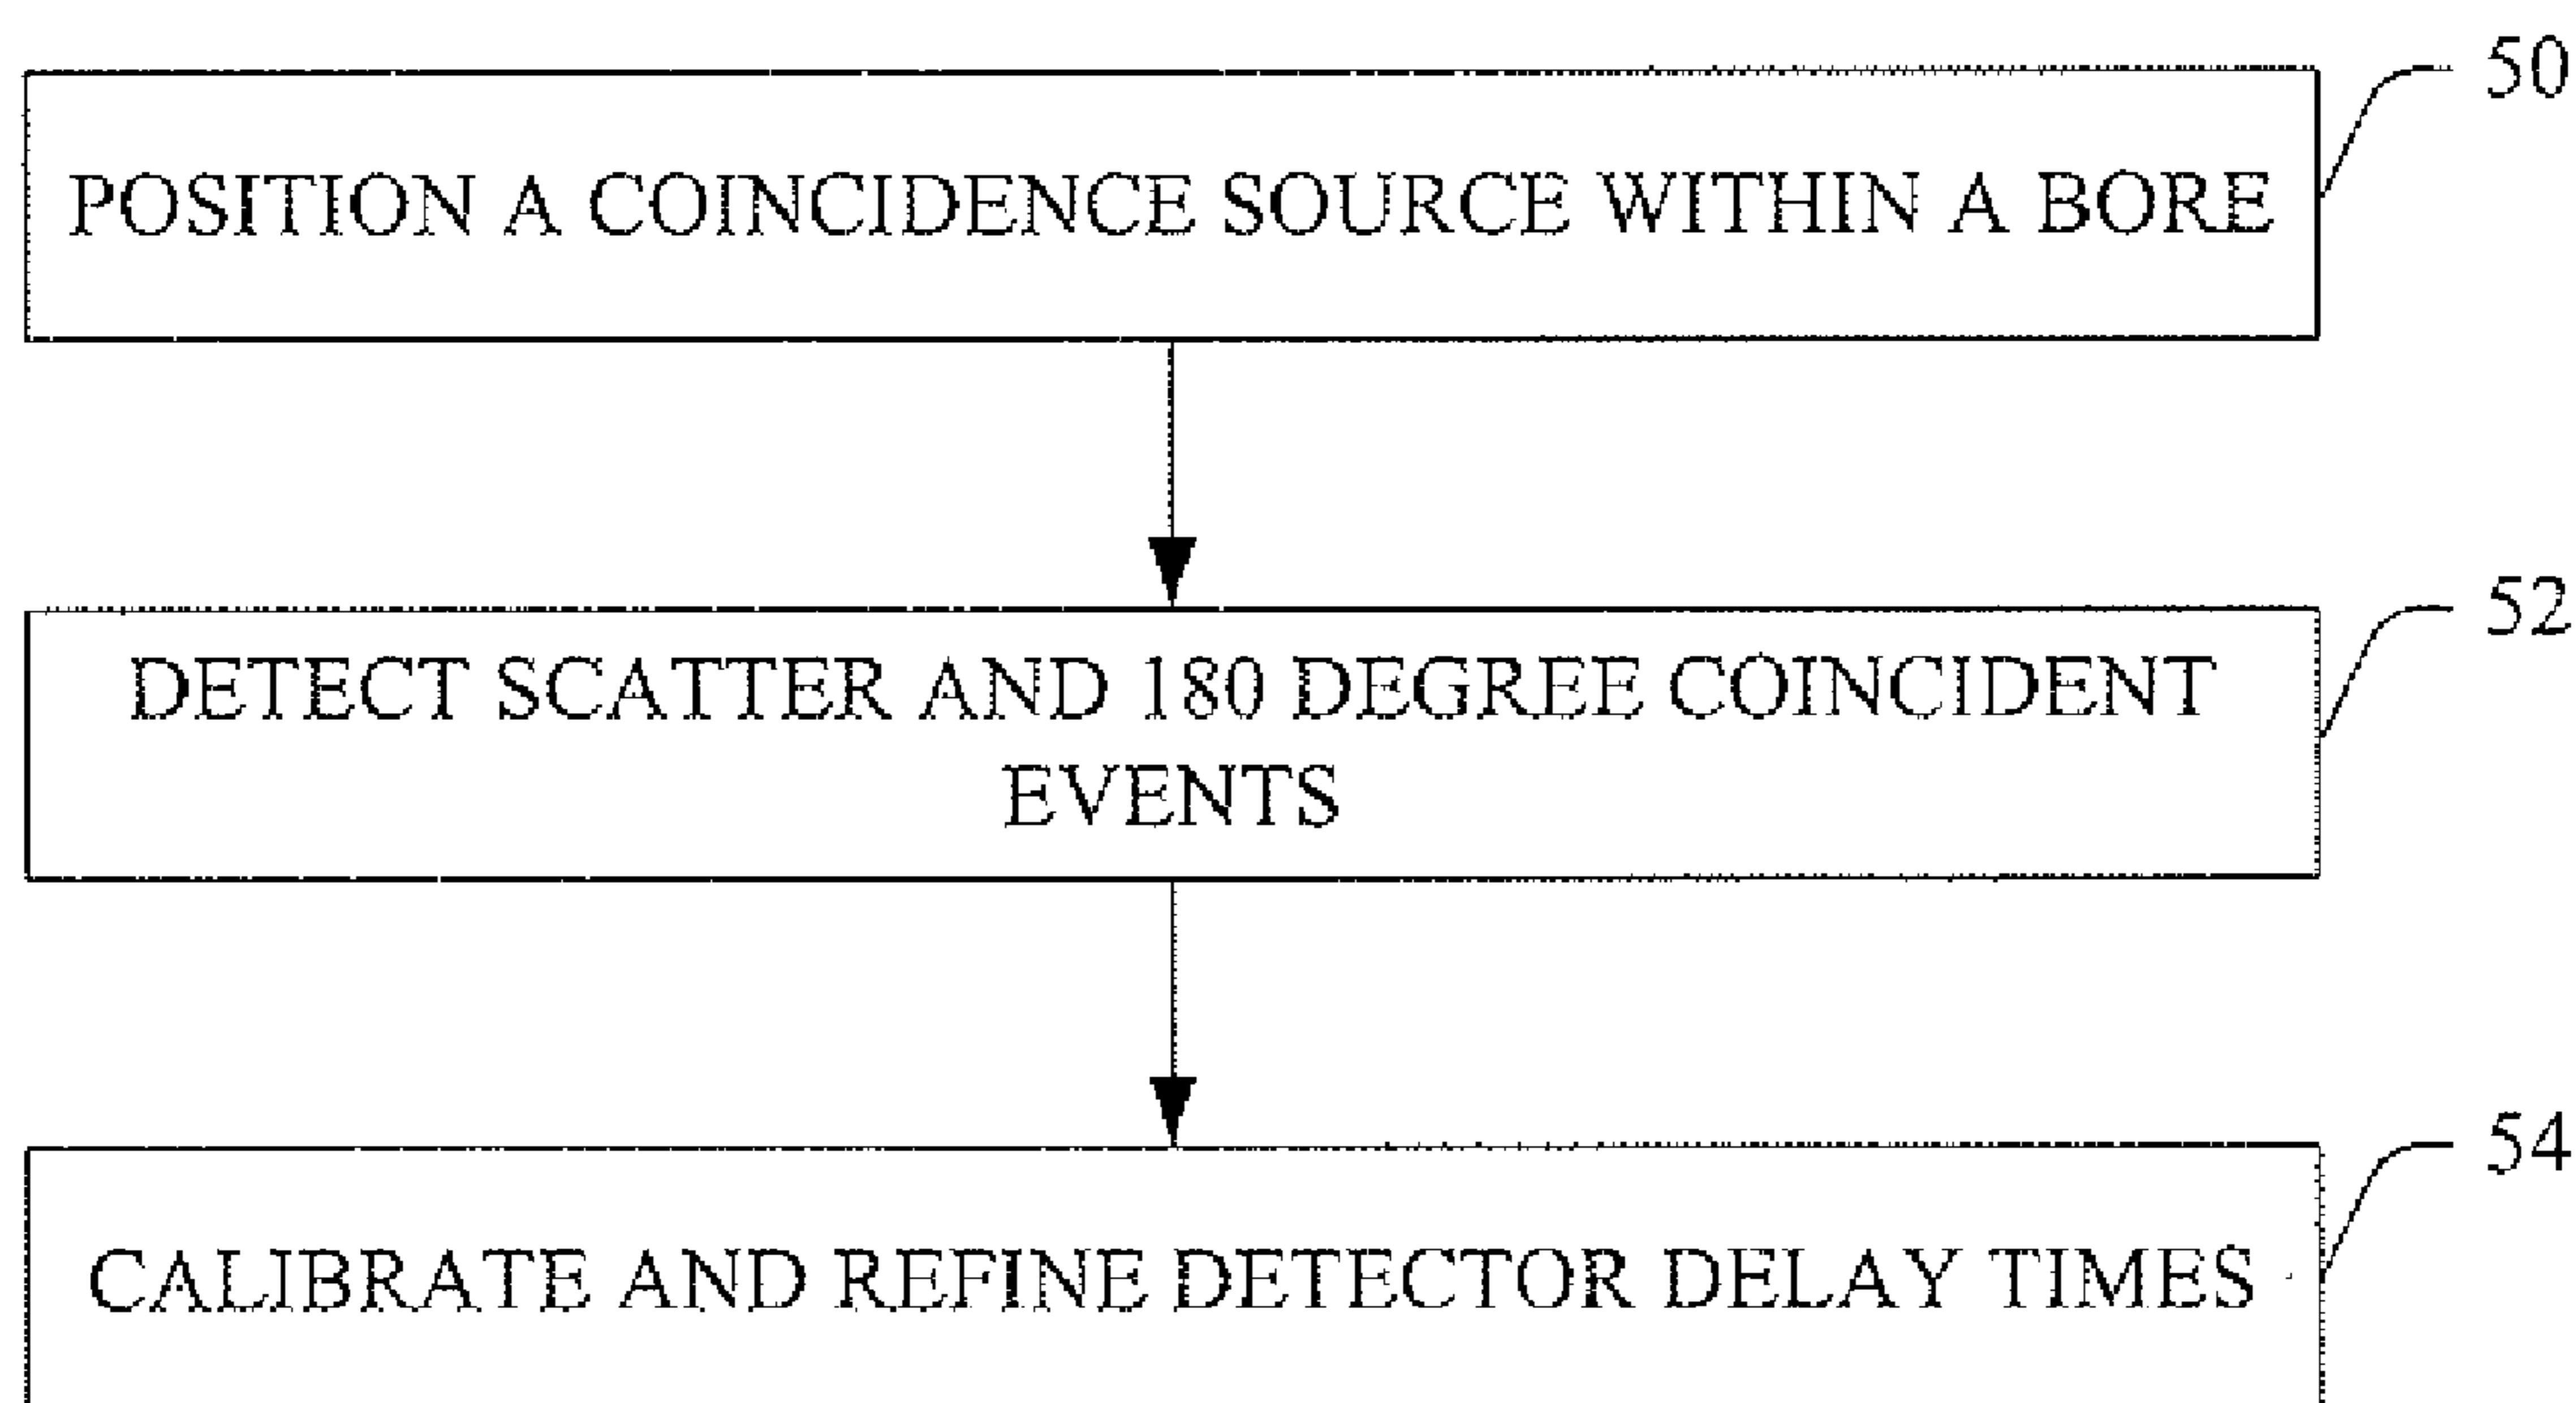 50
POSITION A COINCIDENCE SOURCE WITHIN A BORE
52
DETECT SCATTER AND 180 DEGREE COINCIDENT
EVENTS
54
CALIBRATE AND REFINE DETECTOR DELAY TIMES